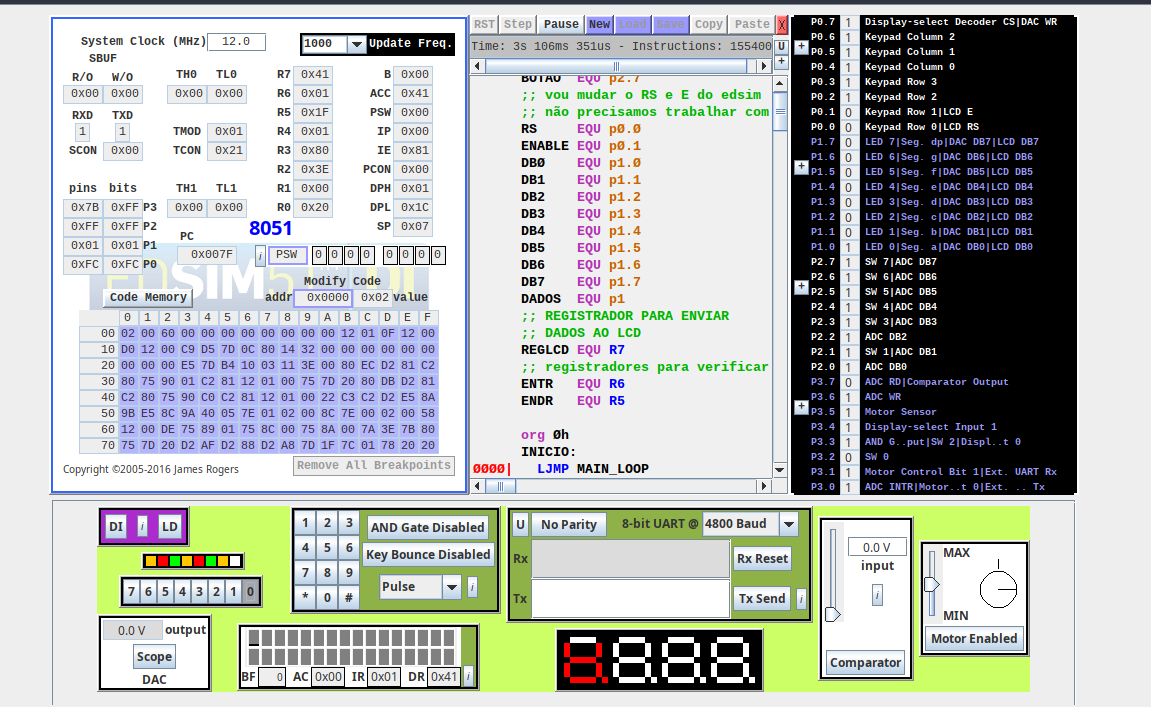 System Clock (MHz) 12.0
1000 Update Freq.
SBUF
R/O W/O TH0 TL0 R7 0x41 B 0x00
0x00 0x00 0x00 0x00 R6 0x01 ACC 0x41
R5 0x1F PSW 0x00
RXD TXD R4 0x01 IP 0x00
1 1 TMOD 0x01 R3 0x80 IE 0x81
SCON 0x00 TCON 0x21 R2 0x3E PCON 0x00
pins bits TH1 TL1 R1 0x00 DPH 0x01
0x7B 0xFF P3 0x00 0x00 R0 0x20 DPL 0x1C
0xFF 0xFF P2 8051 SP 0x07
0x01 0x01 P1 PC
0xFC 0xFC P0 0x007F i PSW 0 0 0 0 0 0 0 0
Modify Code
Code Memory addr 0x0000 0x02 value
0 1 2 3 4 5 6 7 8 9 A B C D E F
00 02 00 60 00 00 00 00 00 00 00 00 12 01 0F 12 00
10 D0 12 00 C9 D5 7D 0C 80 14 32 00 00 00 00 00 00
20 00 00 00 E5 7D B4 10 03 11 3E 00 80 EC D2 81 C2
30 80 75 90 01 C2 81 12 01 00 75 7D 20 80 DB D2 81
40 C2 80 75 90 C0 C2 81 12 01 00 22 C3 C2 D2 E5 8A
50 9B E5 8C 9A 40 05 7E 01 02 00 8C 7E 00 02 00 58
60 12 00 DE 75 89 01 75 8C 00 75 8A 00 7A 3E 7B 80
70 75 7D 20 D2 AF D2 88 D2 A8 7D 1F 7C 01 78 20 20
Copyright ©2005-2016 James Rogers Remove All Breakpoints
RST Step Pause New Load Save Copy Paste X
Time: 3s 106ms 351us - Instructions: 155400 U
+
BOTAO EQU p2.7
;; vou mudar o RS e E do edsim
;; não precisamos trabalhar com
RS EQU p0.0
ENABLE EQU p0.1
DB0 EQU p1.0
DB1 EQU p1.1
DB2 EQU p1.2
DB3 EQU p1.3
DB4 EQU p1.4
DB5 EQU p1.5
DB6 EQU p1.6
DB7 EQU p1.7
DADOS EQU p1
;; REGISTRADOR PARA ENVIAR
;; DADOS AO LCD
REGLCD EQU R7
;; registradores para verificar
ENTR EQU R6
ENDR EQU R5
org 0h
INICIO:
0000| LJMP MAIN_LOOP
P0.7 1 Display-select Decoder CS|DAC WR
P0.6 1 Keypad Column 2
P0.5 1 Keypad Column 1
P0.4 1 Keypad Column 0
P0.3 1 Keypad Row 3
P0.2 1 Keypad Row 2
P0.1 0 Keypad Row 1|LCD E
P0.0 0 Keypad Row 0|LCD RS
P1.7 0 LED 7|Seg. dp|DAC DB7|LCD DB7
P1.6 0 LED 6|Seg. g|DAC DB6|LCD DB6
P1.5 0 LED 5|Seg. f|DAC DB5|LCD DB5
P1.4 0 LED 4|Seg. e|DAC DB4|LCD DB4
P1.3 0 LED 3|Seg. d|DAC DB3|LCD DB3
P1.2 0 LED 2|Seg. c|DAC DB2|LCD DB2
P1.1 0 LED 1|Seg. b|DAC DB1|LCD DB1
P1.0 1 LED 0|Seg. a|DAC DB0|LCD DB0
P2.7 1 SW 7|ADC DB7
P2.6 1 SW 6|ADC DB6
P2.5 1 SW 5|ADC DB5
P2.4 1 SW 4|ADC DB4
P2.3 1 SW 3|ADC DB3
P2.2 1 ADC DB2
P2.1 1 SW 1|ADC DB1
P2.0 1 ADC DB0
P3.7 0 ADC RD|Comparator Output
P3.6 1 ADC WR
P3.5 1 Motor Sensor
P3.4 1 Display-select Input 1
P3.3 1 AND G..put|SW 2|Displ..t 0
P3.2 0 SW 0
P3.1 1 Motor Control Bit 1|Ext. UART Rx
P3.0 1 ADC INTR|Motor..t 0|Ext. .. Tx
DI i LD
7 6 5 4 3 2 1 0
0.0 V output
Scope
DAC
1 2 3 AND Gate Disabled
4 5 6 Key Bounce Disabled
7 8 9 Pulse i
* 0 #
BF 0 AC 0x00 IR 0x01 DR 0x41 i
U No Parity 8-bit UART @ 4800 Baud
Rx Rx Reset
Tx Tx Send i
8.8.8.8.
0.0 V
input
i
Comparator
MAX
MIN
Motor Enabled